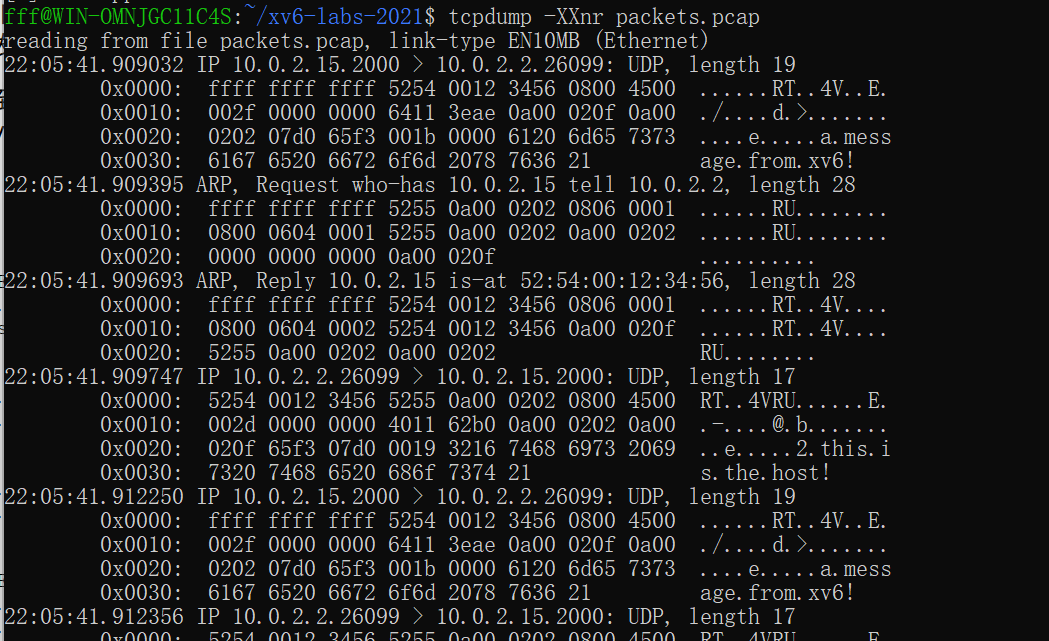 fff@WIN-OMNJGC11C4S:~/xv6-labs-2021$ tcpdump -XXnr packets.pcap
reading from file packets.pcap, link-type EN10MB (Ethernet)
22:05:41.909032 IP 10.0.2.15.2000 > 10.0.2.2.26099: UDP, length 19
0x0000:  ffff ffff ffff 5254 0012 3456 0800 4500  ......RT..4V..E.
0x0010:  002f 0000 0000 6411 3eae 0a00 020f 0a00  ./....d.>.......
0x0020:  0202 07d0 65f3 001b 0000 6120 6d65 7373  ....e.....a.mess
0x0030:  6167 6520 6672 6f6d 2078 7636 21         age.from.xv6!
22:05:41.909395 ARP, Request who-has 10.0.2.15 tell 10.0.2.2, length 28
0x0000:  ffff ffff ffff 5255 0a00 0202 0806 0001  ......RU........
0x0010:  0800 0604 0001 5255 0a00 0202 0a00 0202  ......RU........
0x0020:  0000 0000 0000 0a00 020f                 ..........
22:05:41.909693 ARP, Reply 10.0.2.15 is-at 52:54:00:12:34:56, length 28
0x0000:  ffff ffff ffff 5254 0012 3456 0806 0001  ......RT..4V....
0x0010:  0800 0604 0002 5254 0012 3456 0a00 020f  ......RT..4V....
0x0020:  5255 0a00 0202 0a00 0202                 RU........
22:05:41.909747 IP 10.0.2.2.26099 > 10.0.2.15.2000: UDP, length 17
0x0000:  5254 0012 3456 5255 0a00 0202 0800 4500  RT..4VRU......E.
0x0010:  002d 0000 0000 4011 62b0 0a00 0202 0a00  .-....@.b.......
0x0020:  020f 65f3 07d0 0019 3216 7468 6973 2069  ..e.....2.this.i
0x0030:  7320 7468 6520 686f 7374 21              s.the.host!
22:05:41.912250 IP 10.0.2.15.2000 > 10.0.2.2.26099: UDP, length 19
0x0000:  ffff ffff ffff 5254 0012 3456 0800 4500  ......RT..4V..E.
0x0010:  002f 0000 0000 6411 3eae 0a00 020f 0a00  ./....d.>.......
0x0020:  0202 07d0 65f3 001b 0000 6120 6d65 7373  ....e.....a.mess
0x0030:  6167 6520 6672 6f6d 2078 7636 21         age.from.xv6!
22:05:41.912356 IP 10.0.2.2.26099 > 10.0.2.15.2000: UDP, length 17
0x0000:  5254 0012 3456 5255 0a00 0202 0800 4500  RT..4VRU......E.